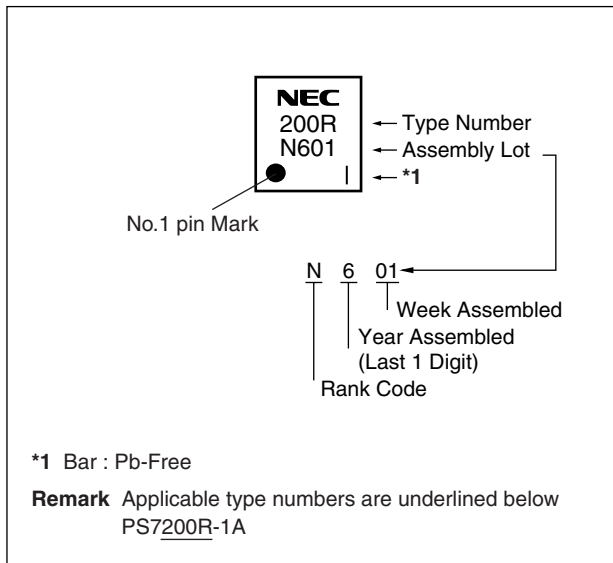 NEC
200R
N601
|
Type Number
Assembly Lot
*1
No.1 pin Mark
N 6 01
Week Assembled
Year Assembled
(Last 1 Digit)
Rank Code
*1 Bar : Pb-Free
Remark Applicable type numbers are underlined below
PS7200R-1A